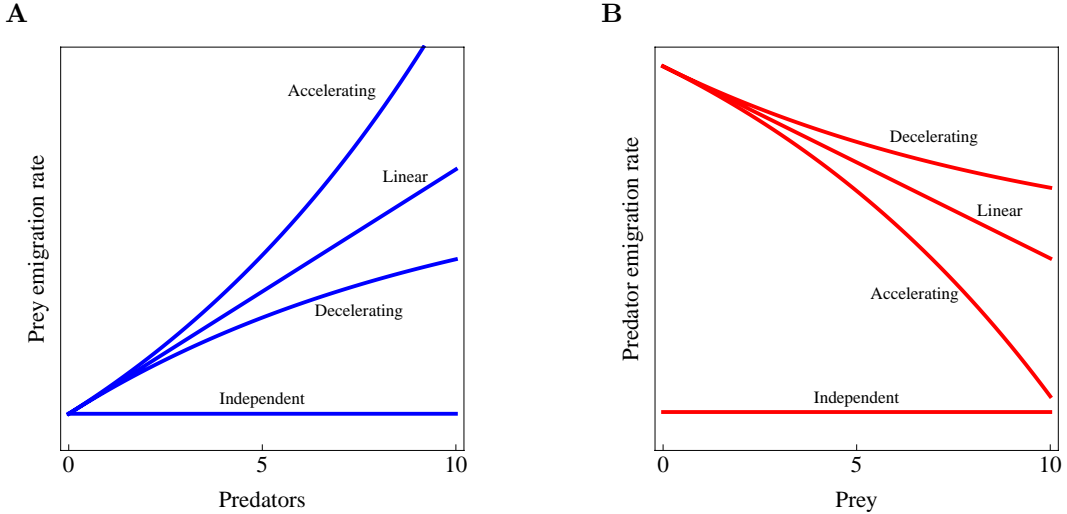 A
Prey emigration rate
Accelerating
Linear
Decelerating
Independent
0
5
10
Predators
B
Predator emigration rate
Decelerating
Linear
Accelerating
Independent
0
5
10
Prey